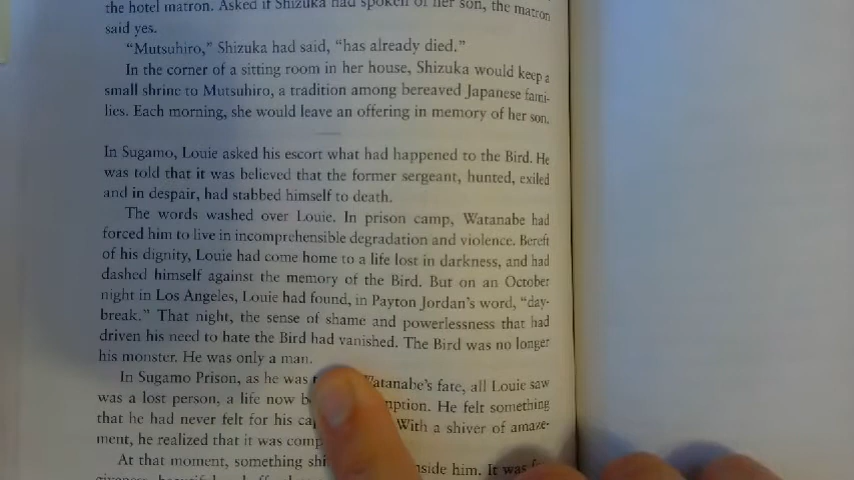 the hotel matron. Asked if Shizuka had spoken of her son, the matron
said yes.
“Mutsuhiro,” Shizuka had said, “has already died.”
In the corner of a sitting room in her house, Shizuka would keep a
small shrine to Mutsuhiro, a tradition among bereaved Japanese fami-
lies. Each morning, she would leave an offering in memory of her son.
In Sugamo, Louie asked his escort what had happened to the Bird. He
was told that it was believed that the former sergeant, hunted, exiled
and in despair, had stabbed himself to death.
The words washed over Louie. In prison camp, Watanabe had
forced him to live in incomprehensible degradation and violence. Bereft
of his dignity, Louie had come home to a life lost in darkness, and had
dashed himself against the memory of the Bird. But on an October
night in Los Angeles, Louie had found, in Payton Jordan’s word, “day-
break.” That night, the sense of shame and powerlessness that had
driven his need to hate the Bird had vanished. The Bird was no longer
his monster. He was only a man.
In Sugamo Prison, as he was Watanabe’s fate, all Louie saw
was a lost person, a life now He felt something
that he had never felt for his With a shiver of amaze-
ment, he realized that it was
At that moment, something inside him. It was